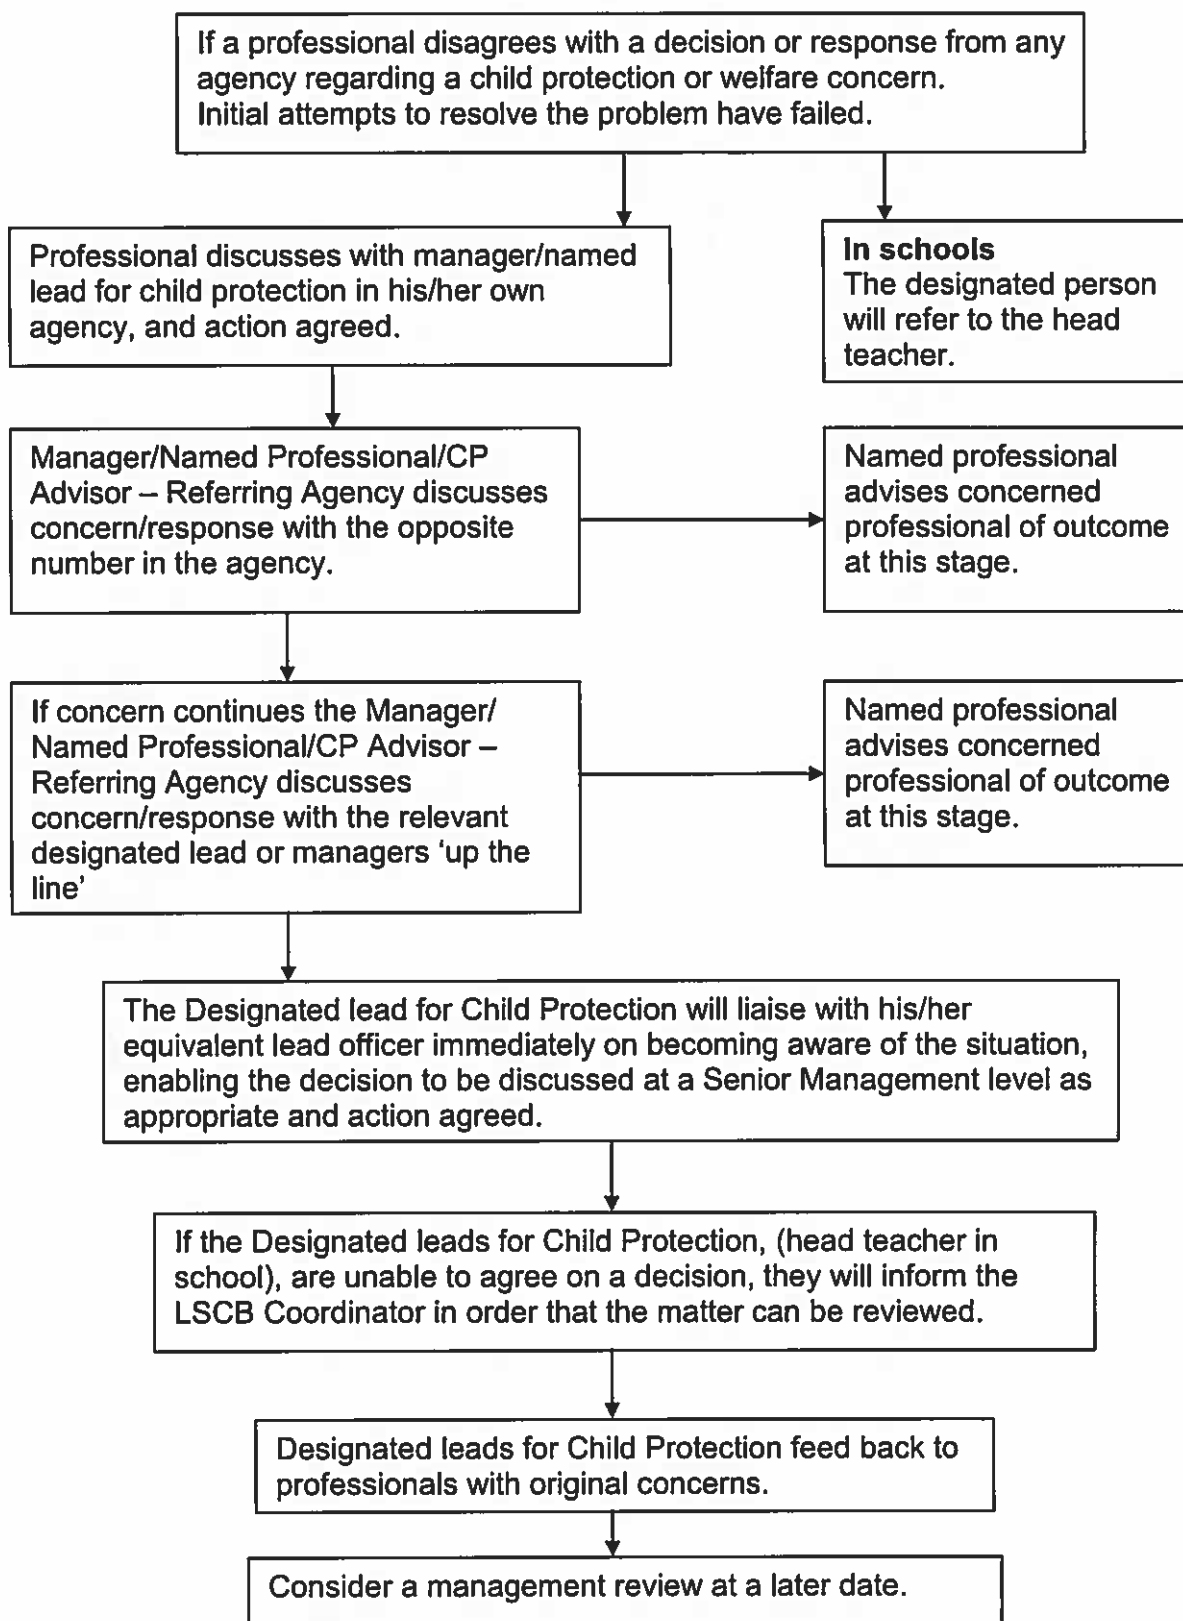 If a professional disagrees with a decision or response from any
agency regarding a child protection or welfare concern.
Initial attempts to resolve the problem have failed.
Professional discusses with manager/named
lead for child protection in his/her own
agency, and action agreed.
In schools
The designated person
will refer to the head
teacher.
Manager/Named Professional/CP
Advisor – Referring Agency discusses
concern/response with the opposite
number in the agency.
Named professional
advises concerned
professional of outcome
at this stage.
If concern continues the Manager/
Named Professional/CP Advisor –
Referring Agency discusses
concern/response with the relevant
designated lead or managers ‘up the
line’
Named professional
advises concerned
professional of outcome
at this stage.
The Designated lead for Child Protection will liaise with his/her
equivalent lead officer immediately on becoming aware of the situation,
enabling the decision to be discussed at a Senior Management level as
appropriate and action agreed.
If the Designated leads for Child Protection, (head teacher in
school), are unable to agree on a decision, they will inform the
LSCB Coordinator in order that the matter can be reviewed.
Designated leads for Child Protection feed back to
professionals with original concerns.
Consider a management review at a later date.